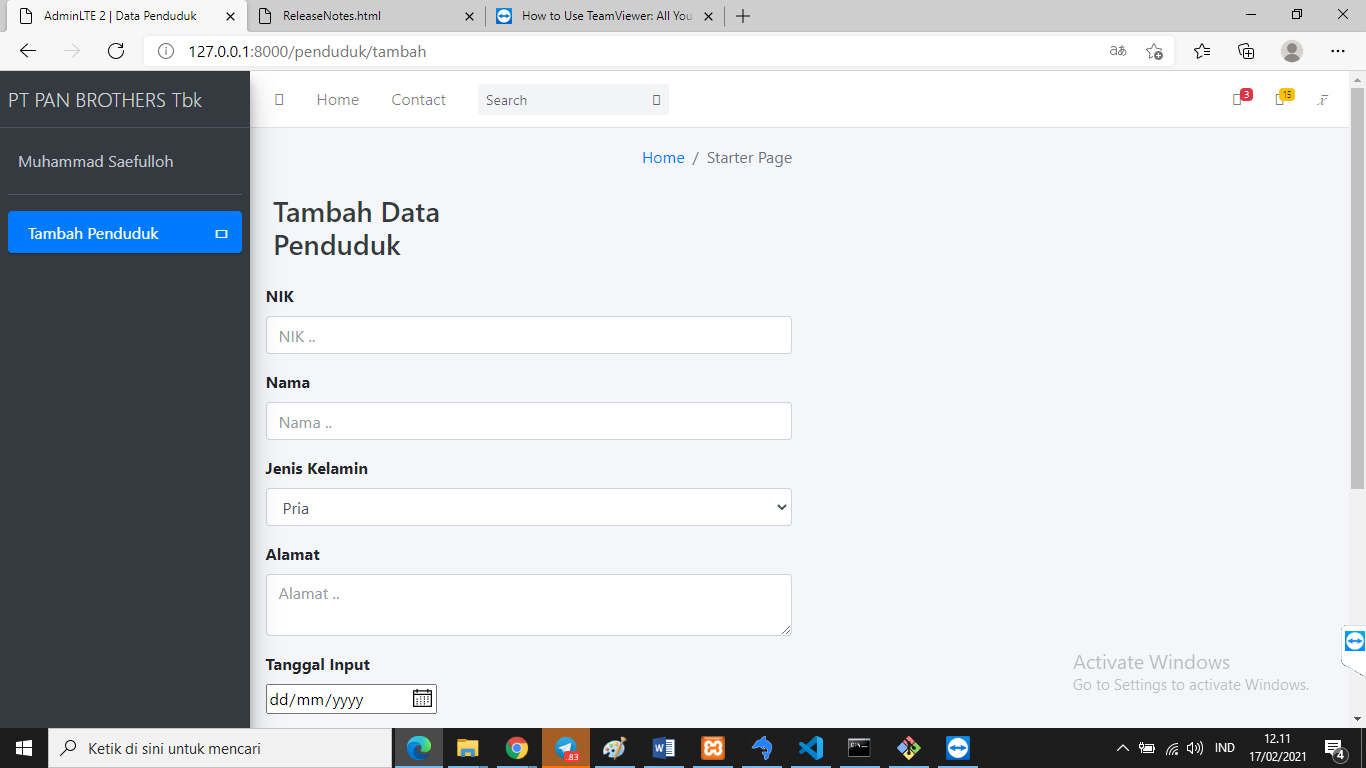 AdminLTE 2 | Data Penduduk
ReleaseNotes.html
How to Use TeamViewer: All You
127.0.0.1:8000/penduduk/tambah
PT PAN BROTHERS Tbk
Home
Contact
Search
3
15
Muhammad Saefulloh
Home / Starter Page
Tambah Penduduk
Tambah Data
Penduduk
NIK
NIK ..
Nama
Nama ..
Jenis Kelamin
Pria
Alamat
Alamat ..
Tanggal Input
dd/mm/yyyy
Activate Windows
Go to Settings to activate Windows.
Ketik di sini untuk mencari
83
IND
12.11
17/02/2021
4